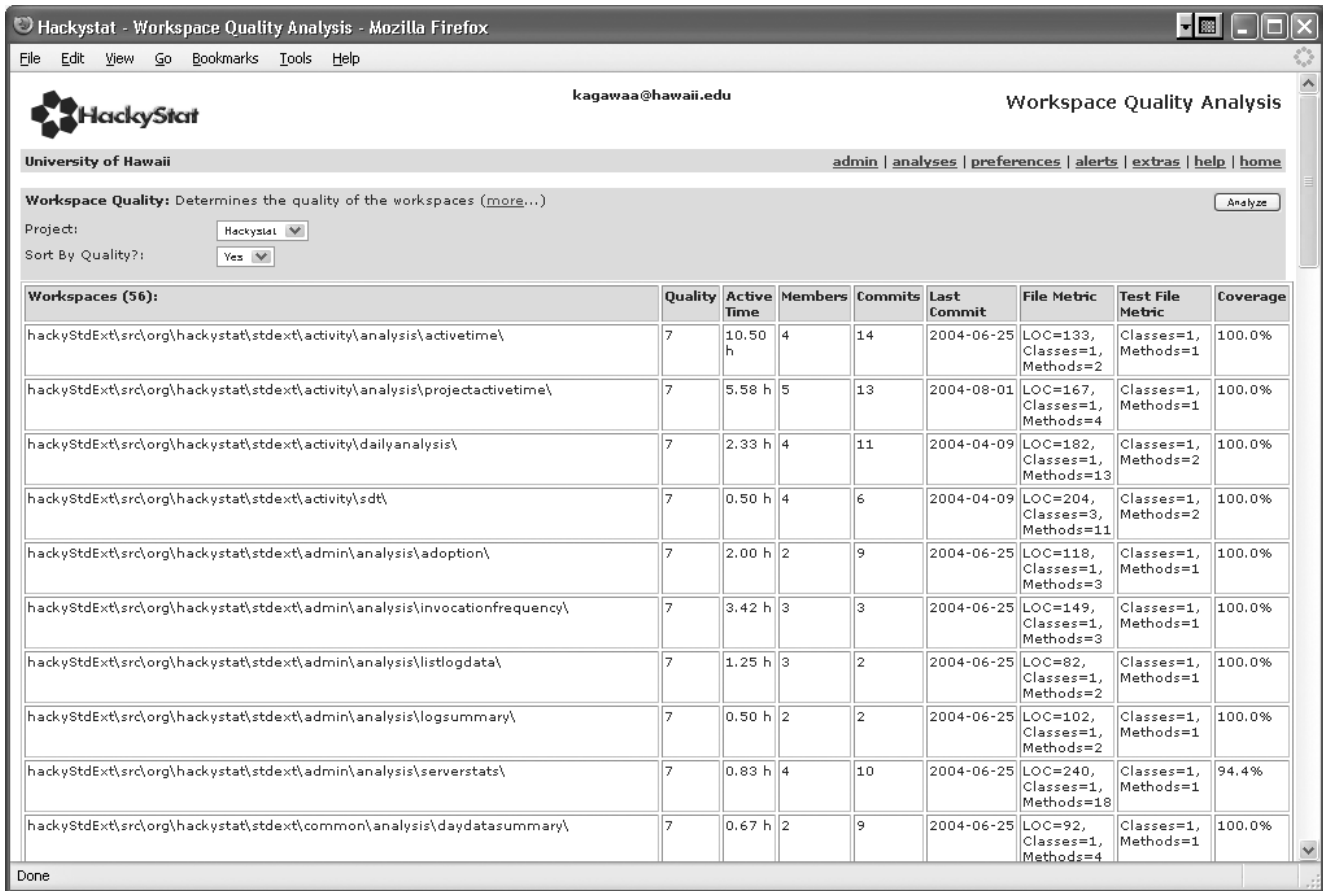 Hackystat - Workspace Quality Analysis - Mozilla Firefox
File Edit View Go Bookmarks Tools Help
kagawaa@hawaii.edu
HackyStat
Workspace Quality Analysis
University of Hawaii
admin | analyses | preferences | alerts | extras | help | home
Workspace Quality: Determines the quality of the workspaces (more...)
Analyze
Project: Hackystat
Sort By Quality?: Yes
Workspaces (56): Quality Active Members Commits Last File Metric Test File Coverage
Time Commit Metric
hackyStdExt\src\org\hackystat\stdext\activity\analysis\activetime\ 7 10.50 4 14 2004-06-25 LOC=133, Classes=1, 100.0%
h Classes=1, Methods=1
Methods=2
hackyStdExt\src\org\hackystat\stdext\activity\analysis\projectactivetime\ 7 5.58 h 5 13 2004-08-01 LOC=167, Classes=1, 100.0%
Classes=1, Methods=1
Methods=4
hackyStdExt\src\org\hackystat\stdext\activity\dailyanalysis\ 7 2.33 h 4 11 2004-04-09 LOC=182, Classes=1, 100.0%
Classes=1, Methods=2
Methods=13
hackyStdExt\src\org\hackystat\stdext\activity\sdt\ 7 0.50 h 4 6 2004-04-09 LOC=204, Classes=1, 100.0%
Classes=3, Methods=2
Methods=11
hackyStdExt\src\org\hackystat\stdext\admin\analysis\adoption\ 7 2.00 h 2 9 2004-06-25 LOC=118, Classes=1, 100.0%
Classes=1, Methods=1
Methods=3
hackyStdExt\src\org\hackystat\stdext\admin\analysis\invocationfrequency\ 7 3.42 h 3 3 2004-06-25 LOC=149, Classes=1, 100.0%
Classes=1, Methods=1
Methods=3
hackyStdExt\src\org\hackystat\stdext\admin\analysis\listlogdata\ 7 1.25 h 3 2 2004-06-25 LOC=82, Classes=1, 100.0%
Classes=1, Methods=1
Methods=2
hackyStdExt\src\org\hackystat\stdext\admin\analysis\logsummary\ 7 0.50 h 2 2 2004-06-25 LOC=102, Classes=1, 100.0%
Classes=1, Methods=1
Methods=2
hackyStdExt\src\org\hackystat\stdext\admin\analysis\serverstats\ 7 0.83 h 4 10 2004-06-25 LOC=240, Classes=1, 94.4%
Classes=1, Methods=1
Methods=18
hackyStdExt\src\org\hackystat\stdext\common\analysis\daydatasummary\ 7 0.67 h 2 9 2004-06-25 LOC=92, Classes=1, 100.0%
Classes=1, Methods=1
Methods=4
Done